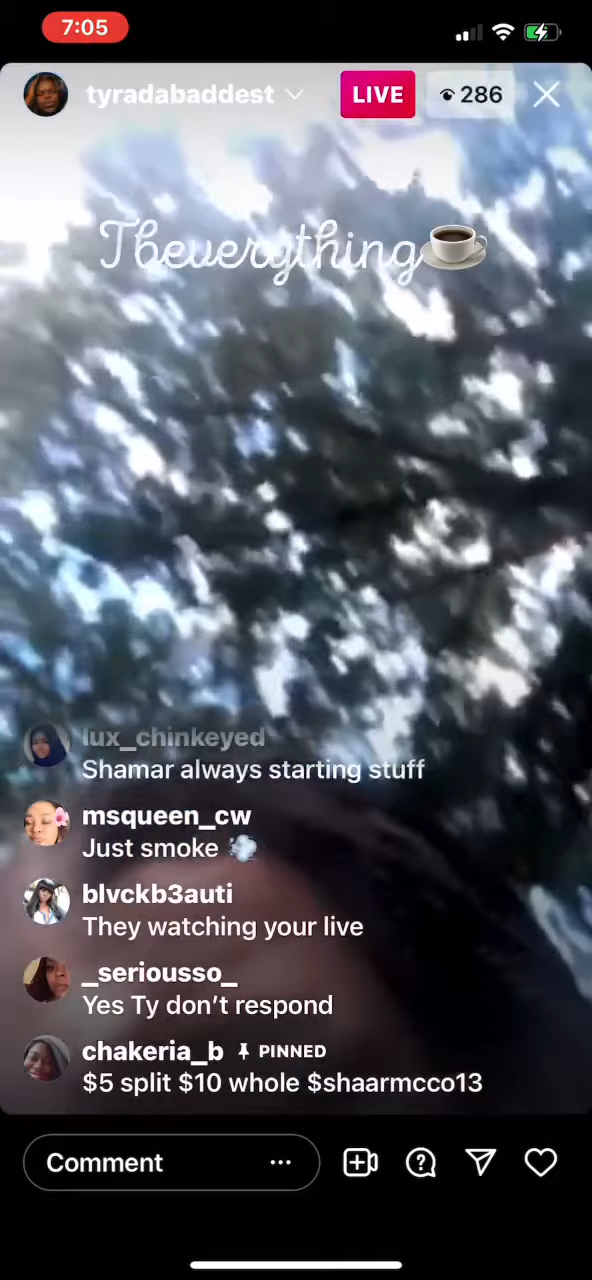 7:05
tyradabaddest
LIVE
286
Tbeverything
lux_chinkeyed
Shamar always starting stuff
msqueen_cw
Just smoke 💨
blvckb3auti
They watching your live
_seriousso_
Yes Ty don’t respond
chakeria_b PINNED
$5 split $10 whole $shaarmcco13
Comment